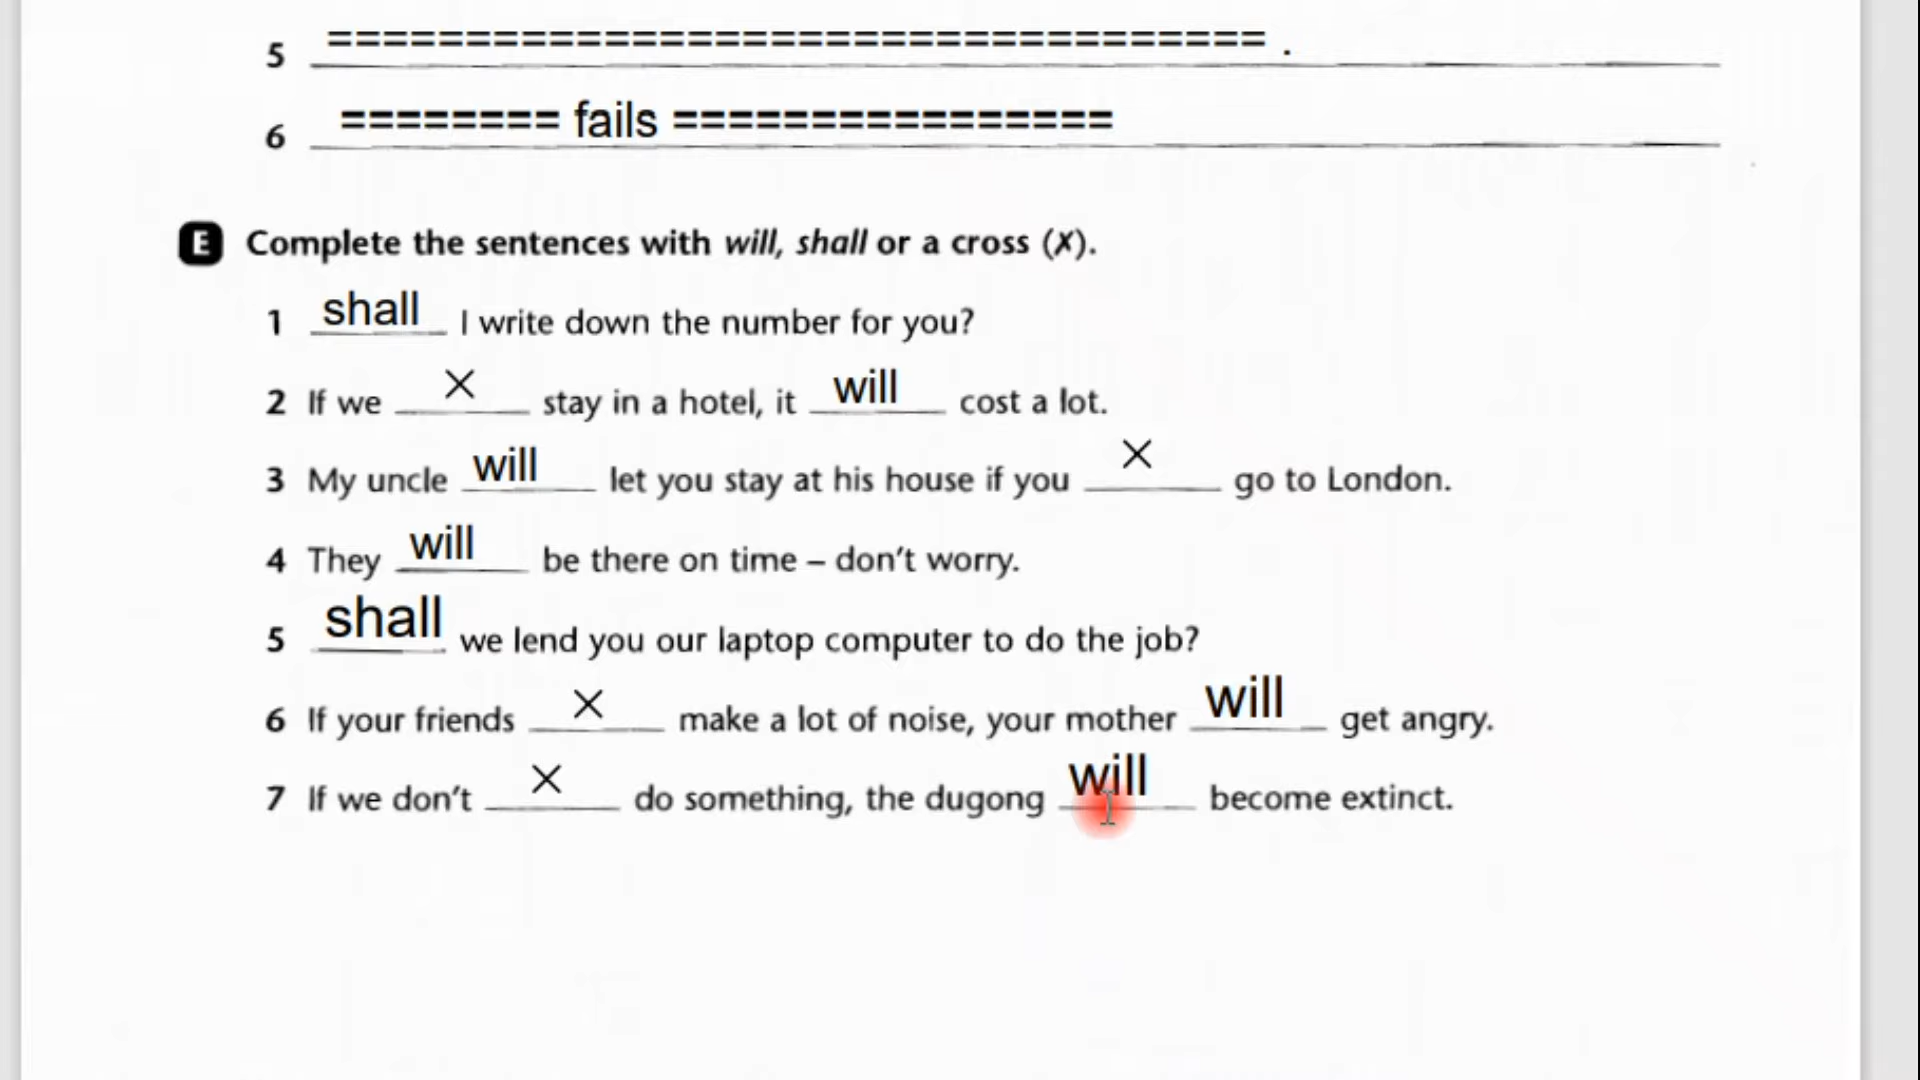 5 ================================== .
6 ======== fails ================
E Complete the sentences with will, shall or a cross (✗).
1 shall I write down the number for you?
2 If we × stay in a hotel, it will cost a lot.
3 My uncle will let you stay at his house if you × go to London.
4 They will be there on time – don't worry.
5 shall we lend you our laptop computer to do the job?
6 If your friends × make a lot of noise, your mother will get angry.
7 If we don't × do something, the dugong will become extinct.